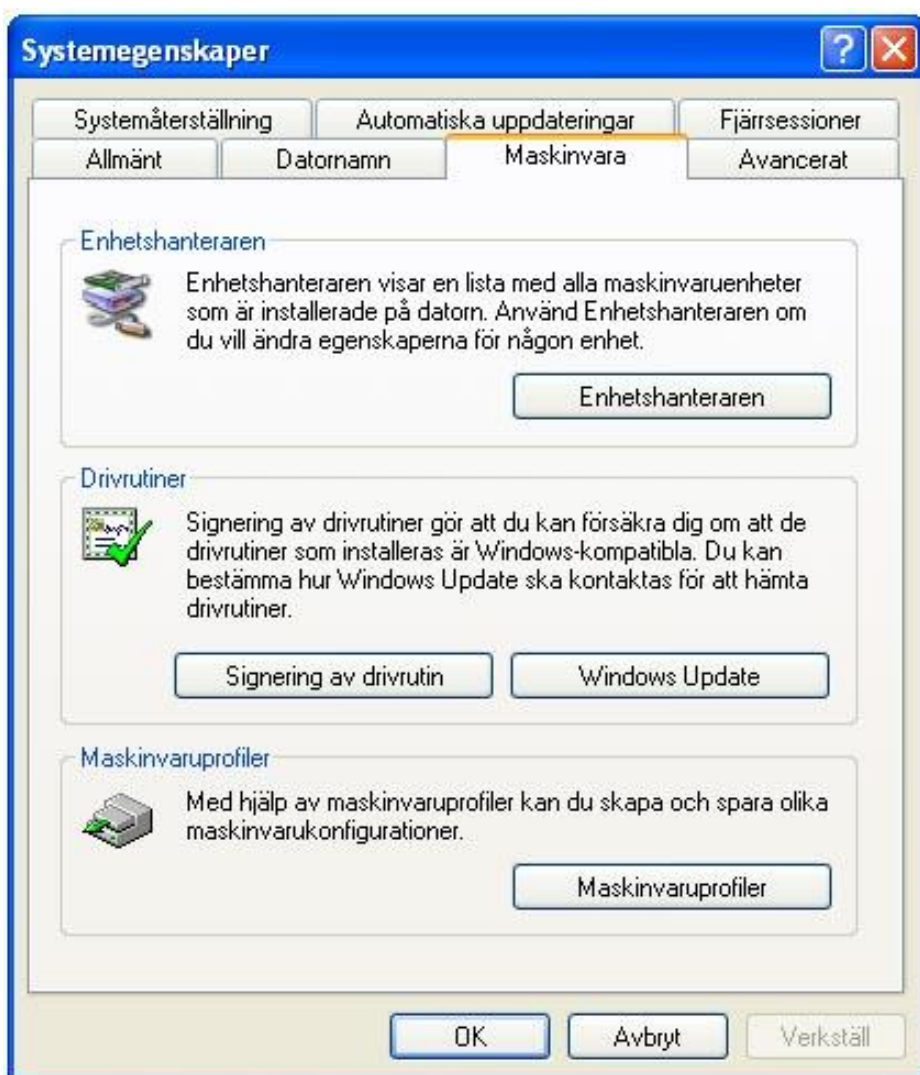 Systemegenskaper
Systemåterställning
Automatiska uppdateringar
Fjärrsessioner
Allmänt
Datornamn
Maskinvara
Avancerat
Enhetshanteraren
Enhetshanteraren visar en lista med alla maskinvaruenheter
som är installerade på datorn. Använd Enhetshanteraren om
du vill ändra egenskaperna för någon enhet.
Enhetshanteraren
Drivrutiner
Signering av drivrutiner gör att du kan försäkra dig om att de
drivrutiner som installeras är Windows-kompatibla. Du kan
bestämma hur Windows Update ska kontaktas för att hämta
drivrutiner.
Signering av drivrutin
Windows Update
Maskinvaruprofiler
Med hjälp av maskinvaruprofiler kan du skapa och spara olika
maskinvarukonfigurationer.
Maskinvaruprofiler
OK
Avbryt
Verkställ